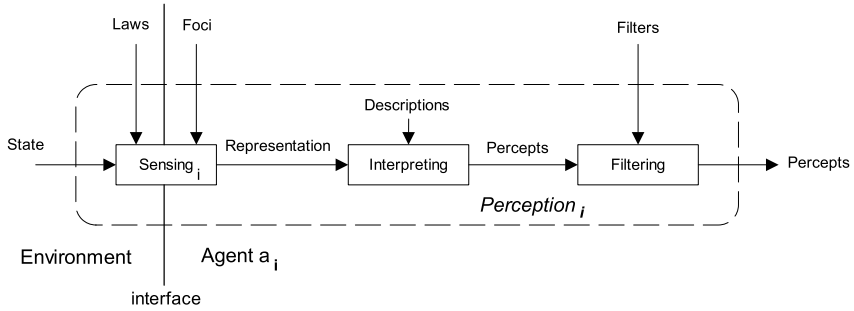 Laws
Foci
Filters
Descriptions
State
Representation
Percepts
Percepts
Sensing i
Interpreting
Filtering
Perception i
Environment
Agent a i
interface